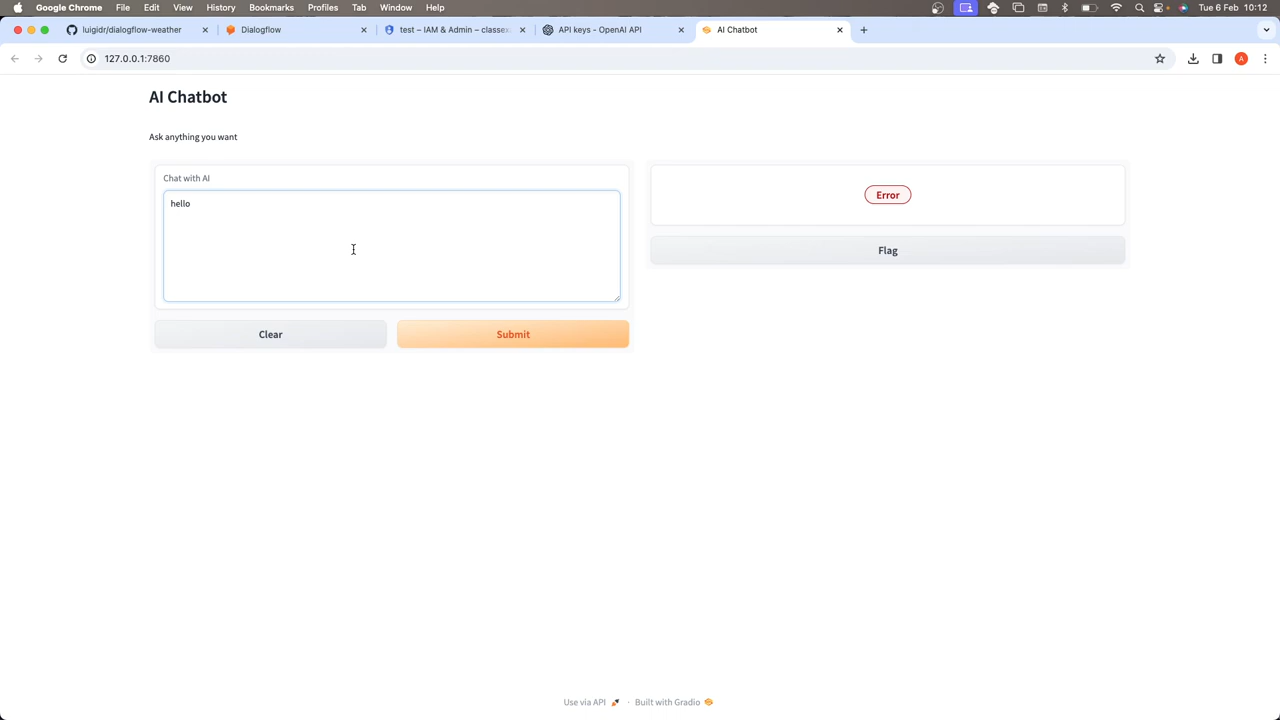 Google Chrome File Edit View History Bookmarks Profiles Tab Window Help Tue 6 Feb 10:12
luigidr/dialogflow-weather Dialogflow test – IAM & Admin – classex API keys - OpenAI API AI Chatbot
127.0.0.1:7860 A
AI Chatbot
Ask anything you want
Chat with AI
hello
Error
Flag
Clear Submit
Use via API · Built with Gradio